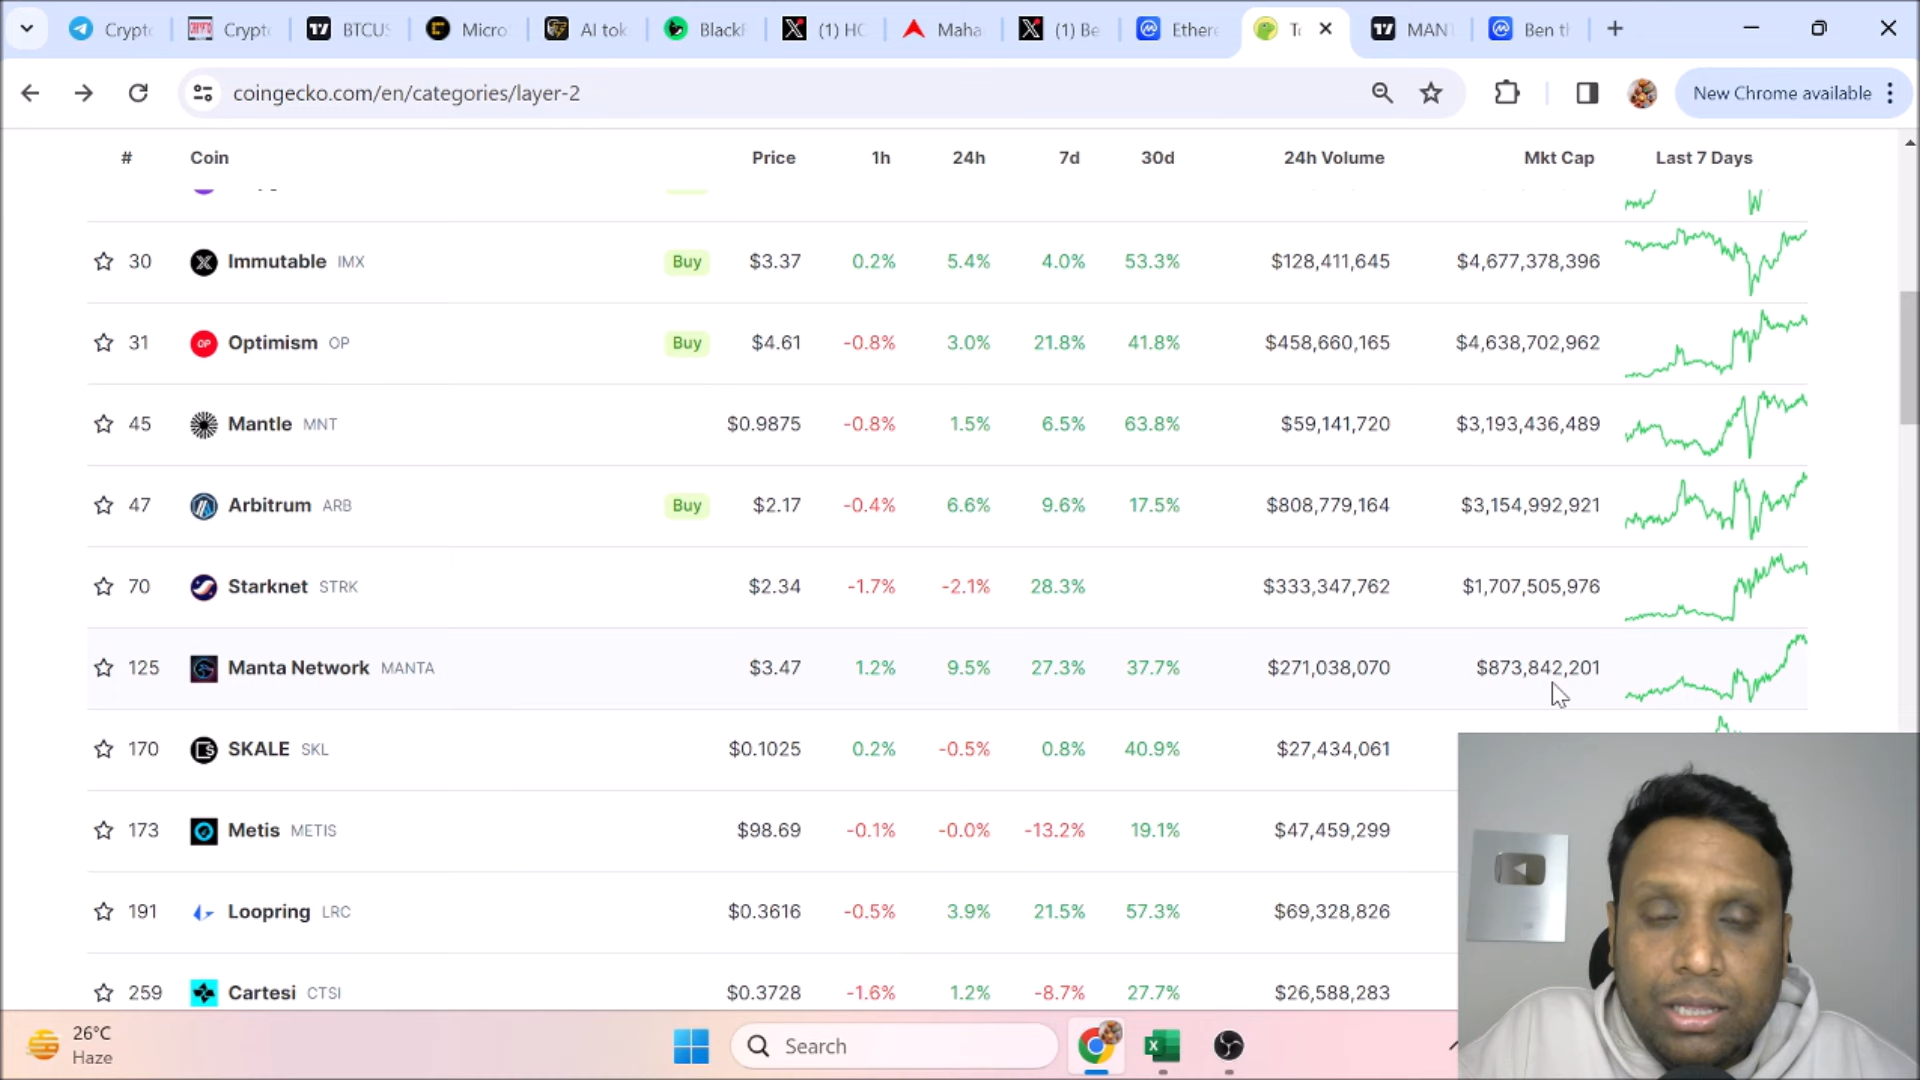 Crypto Crypto BTCUS Micro AI tok BlackR (1) HC Maha (1) Be Ethere To MANT Ben th
coingecko.com/en/categories/layer-2
New Chrome available
# Coin Price 1h 24h 7d 30d 24h Volume Mkt Cap Last 7 Days
30 Immutable IMX Buy $3.37 0.2% 5.4% 4.0% 53.3% $128,411,645 $4,677,378,396
31 OP Optimism OP Buy $4.61 -0.8% 3.0% 21.8% 41.8% $458,660,165 $4,638,702,962
45 Mantle MNT $0.9875 -0.8% 1.5% 6.5% 63.8% $59,141,720 $3,193,436,489
47 Arbitrum ARB Buy $2.17 -0.4% 6.6% 9.6% 17.5% $808,779,164 $3,154,992,921
70 Starknet STRK $2.34 -1.7% -2.1% 28.3% $333,347,762 $1,707,505,976
125 Manta Network MANTA $3.47 1.2% 9.5% 27.3% 37.7% $271,038,070 $873,842,201
170 SKALE SKL $0.1025 0.2% -0.5% 0.8% 40.9% $27,434,061
173 Metis METIS $98.69 -0.1% -0.0% -13.2% 19.1% $47,459,299
191 Loopring LRC $0.3616 -0.5% 3.9% 21.5% 57.3% $69,328,826
259 Cartesi CTSI $0.3728 -1.6% 1.2% -8.7% 27.7% $26,588,283
26°C
Haze
Search